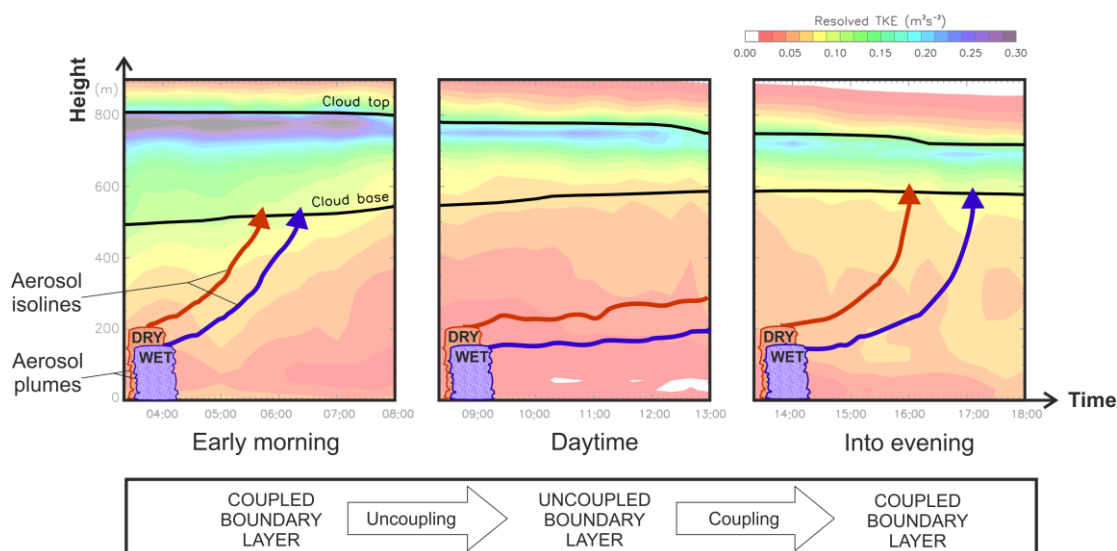 Resolved TKE (m²s⁻²)
0.00 0.05 0.10 0.15 0.20 0.25 0.30
Height
(m)
800
600
400
200
0
Cloud top
Cloud base
Aerosol
isolines
Aerosol
plumes
DRY
WET
DRY
WET
DRY
WET
04:00 05:00 06:00 07:00 08:00
09:00 10:00 11:00 12:00 13:00
14:00 15:00 16:00 17:00 18:00
Time
Early morning
Daytime
Into evening
COUPLED
BOUNDARY
LAYER
Uncoupling
UNCOUPLED
BOUNDARY
LAYER
Coupling
COUPLED
BOUNDARY
LAYER